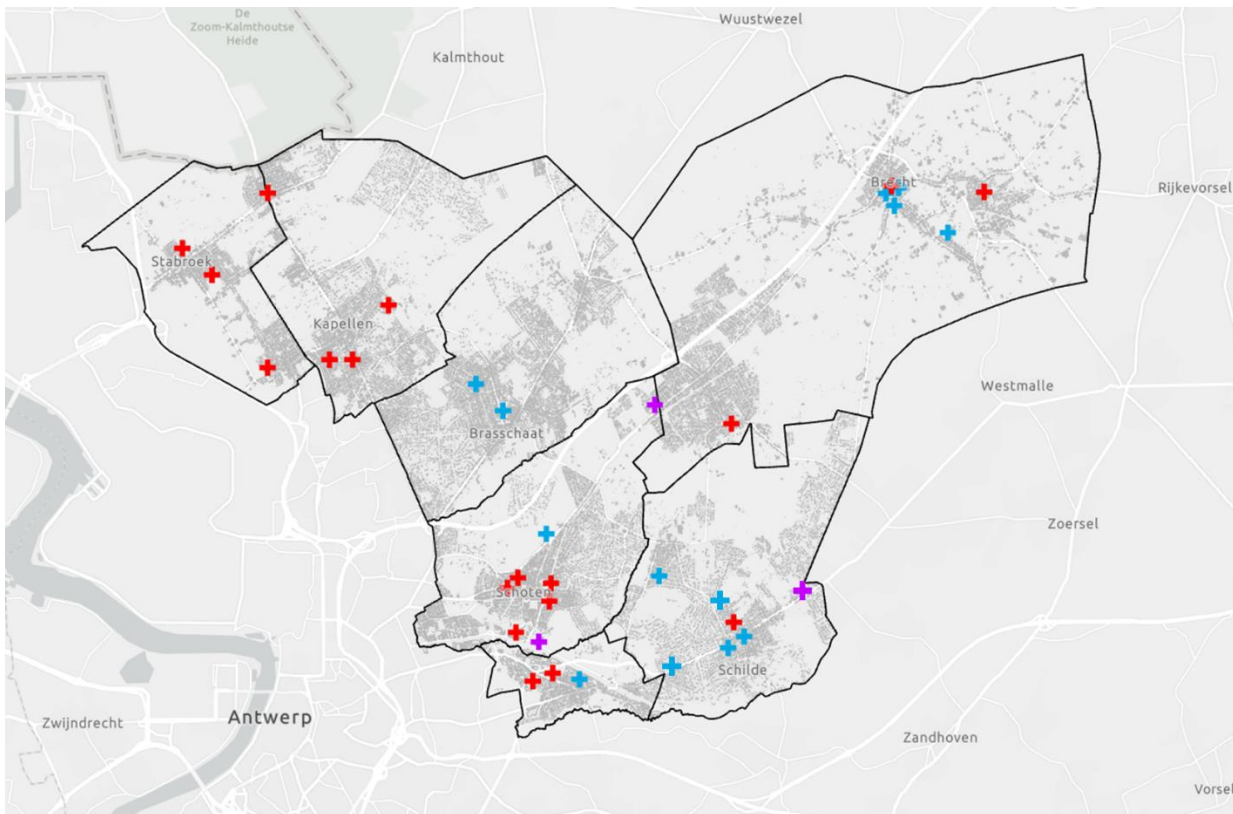 De
Zoom-Kalmthoutse
Heide
Wuustwezel
Kalmthout
Brecht
Rijkevorsel
Stabroek
Kapellen
Westmalle
Brasschaat
Zoersel
Schoten
Schilde
Zwijndrecht
Antwerp
Zandhoven
Vorsel